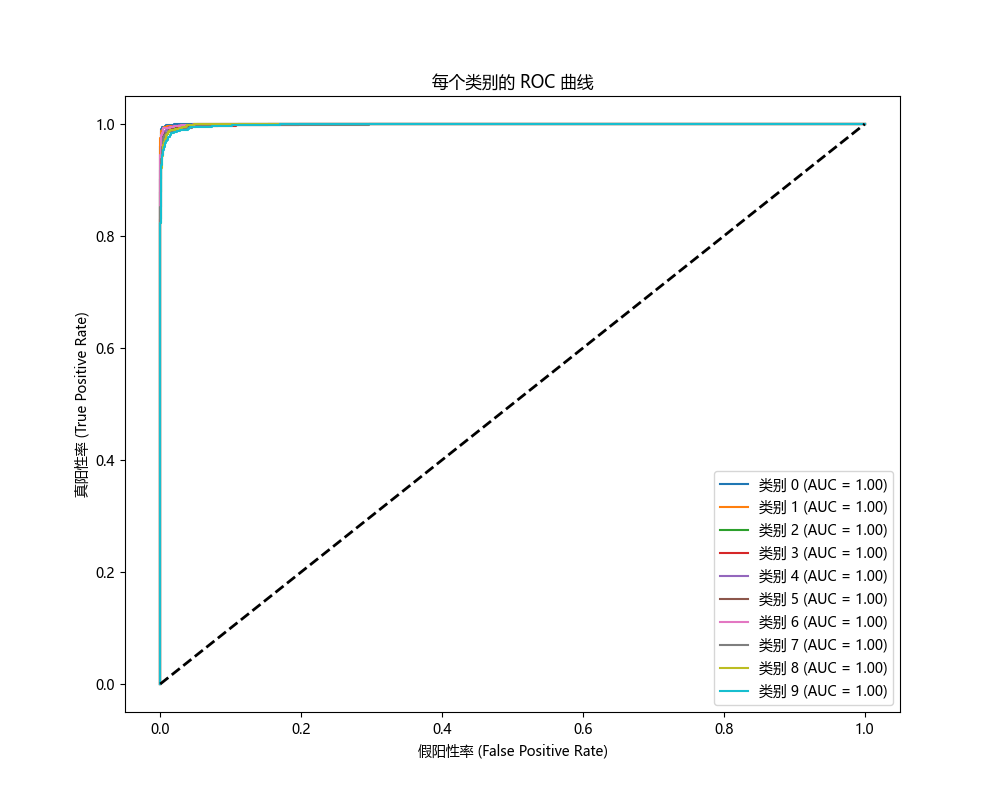 每个类别的 ROC 曲线
真阳性率 (True Positive Rate)
1.0
0.8
0.6
0.4
0.2
0.0
0.0 0.2 0.4 0.6 0.8 1.0
假阳性率 (False Positive Rate)
类别 0 (AUC = 1.00)
类别 1 (AUC = 1.00)
类别 2 (AUC = 1.00)
类别 3 (AUC = 1.00)
类别 4 (AUC = 1.00)
类别 5 (AUC = 1.00)
类别 6 (AUC = 1.00)
类别 7 (AUC = 1.00)
类别 8 (AUC = 1.00)
类别 9 (AUC = 1.00)